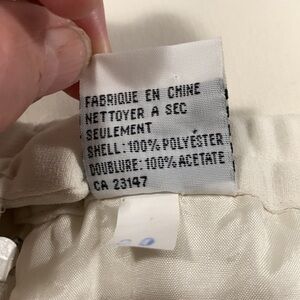 FABRIQUE EN CHINE
NETTOYER A SEC
SEULEMENT
SHELL: 100% POLYESTER
DOUBLURE: 100% ACETATE
CA 23147